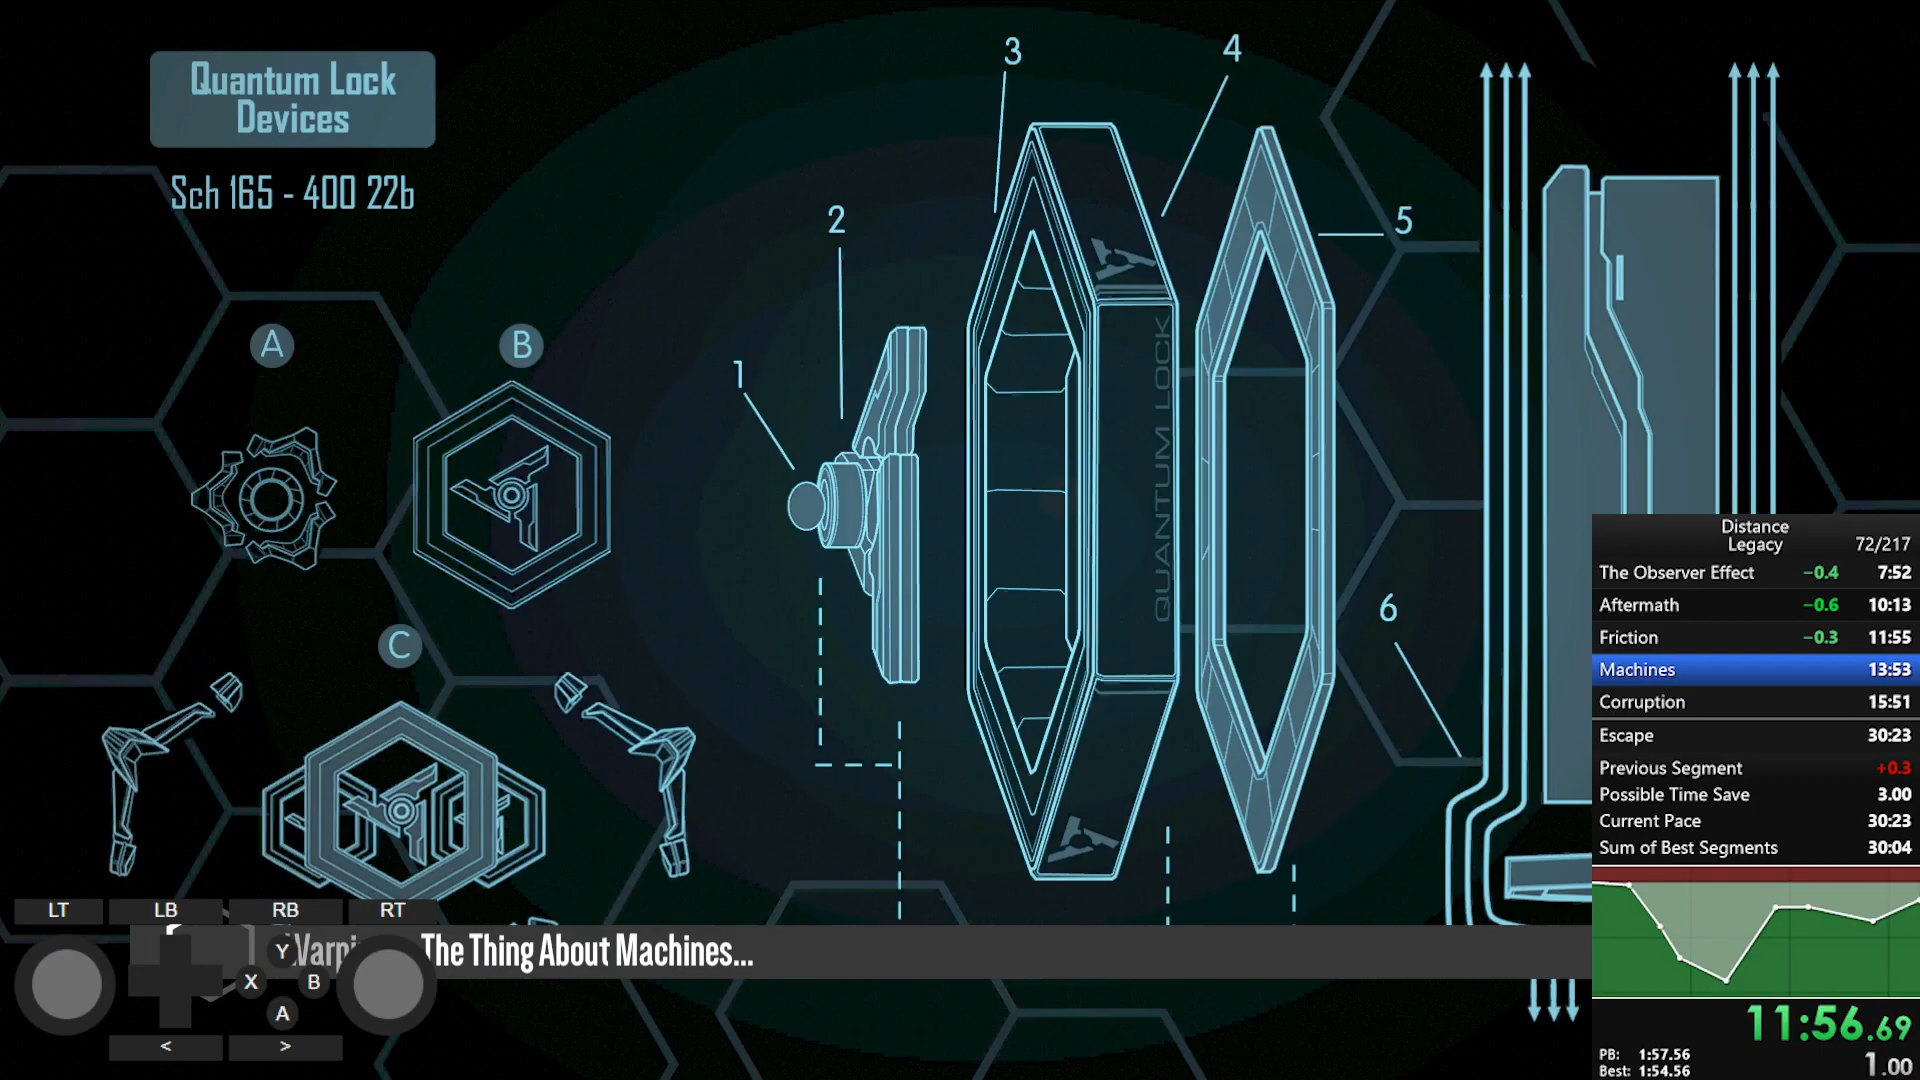 Quantum Lock
Devices
Sch 165 - 400 22b
A
B
C
1
2
3
4
5
6
QUANTUM LOCK
LT
LB
RB
RT
Y
X
B
A
<
>
The Thing About Machines...
Distance
Legacy
72/217
The Observer Effect -0.4 7:52
Aftermath -0.6 10:13
Friction -0.3 11:55
Machines 13:53
Corruption 15:51
Escape 30:23
Previous Segment +0.3
Possible Time Save 3.00
Current Pace 30:23
Sum of Best Segments 30:04
11:56.69
PB: 1:57.56
Best: 1:54.56
1.00